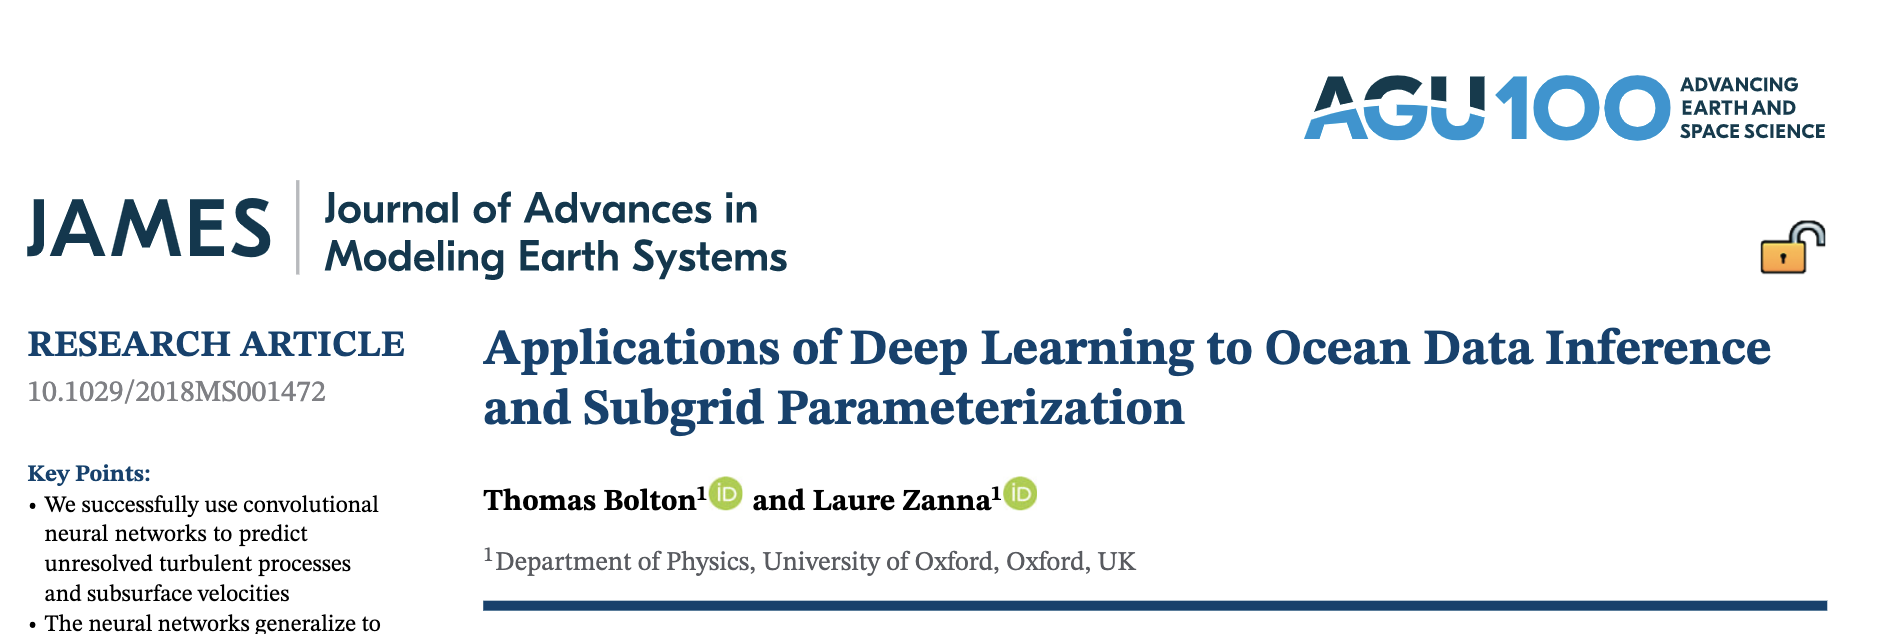 AGU100 ADVANCING
EARTH AND
SPACE SCIENCE
JAMES
Journal of Advances in
Modeling Earth Systems
RESEARCH ARTICLE
10.1029/2018MS001472
Key Points:
• We successfully use convolutional
neural networks to predict
unresolved turbulent processes
and subsurface velocities
• The neural networks generalize to
Applications of Deep Learning to Ocean Data Inference
and Subgrid Parameterization
Thomas Bolton¹ iD and Laure Zanna¹ iD
¹Department of Physics, University of Oxford, Oxford, UK